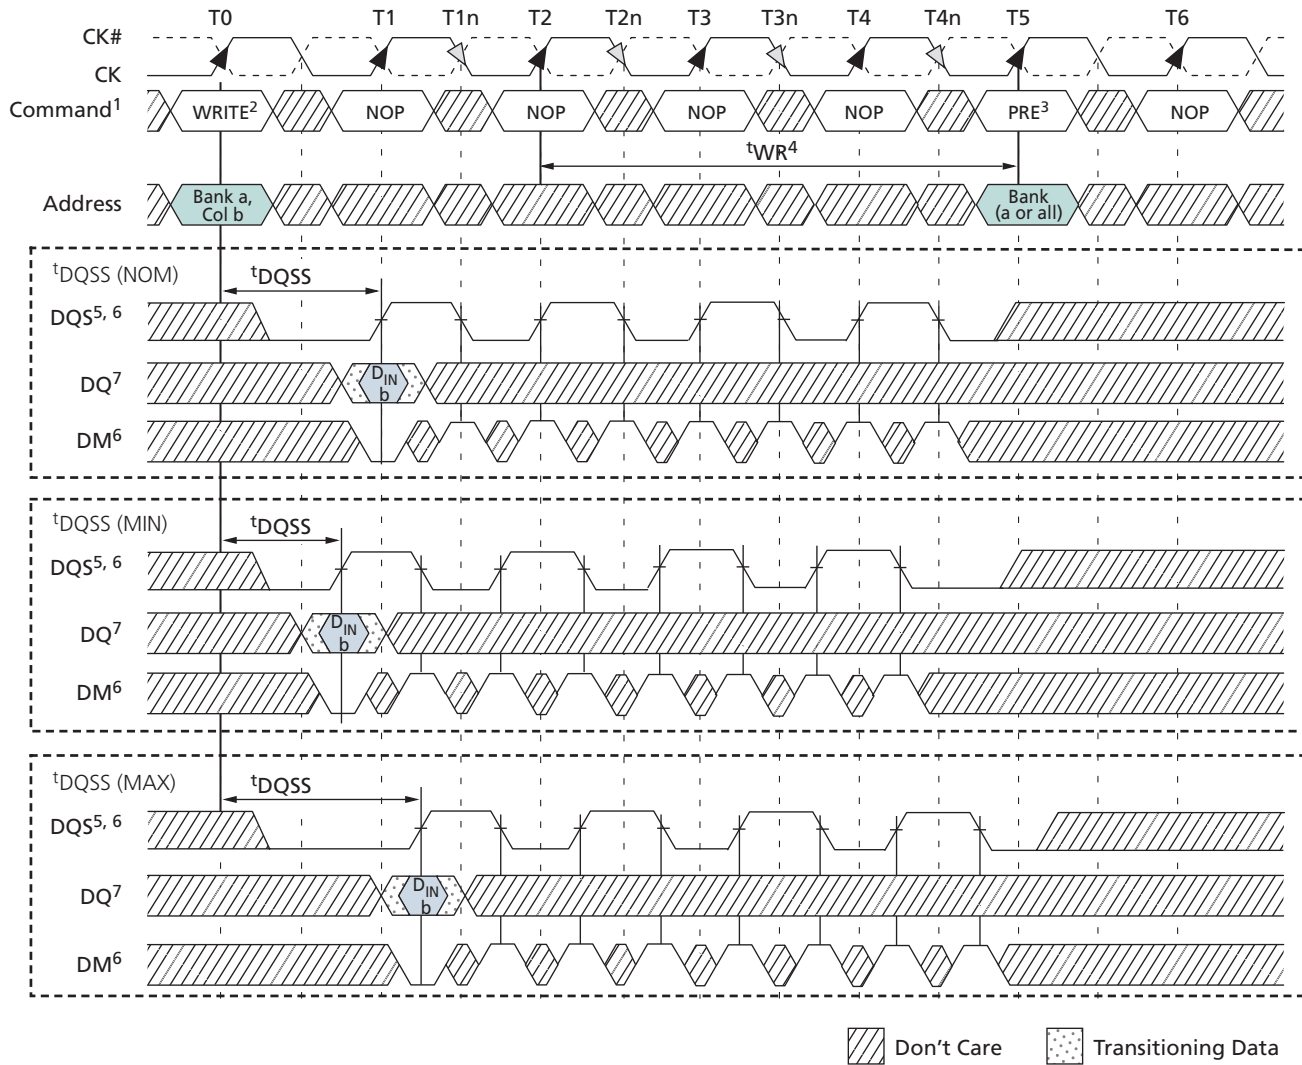 T0 T1 T1n T2 T2n T3 T3n T4 T4n T5 T6
CK#
CK
Command1 WRITE2 NOP NOP NOP NOP PRE3 NOP
tWR4
Address Bank a, Col b Bank (a or all)
tDQSS (NOM) tDQSS
DQS5, 6
DQ7 DIN b
DM6
tDQSS (MIN) tDQSS
DQS5, 6
DQ7 DIN b
DM6
tDQSS (MAX) tDQSS
DQS5, 6
DQ7 DIN b
DM6
Don't Care Transitioning Data